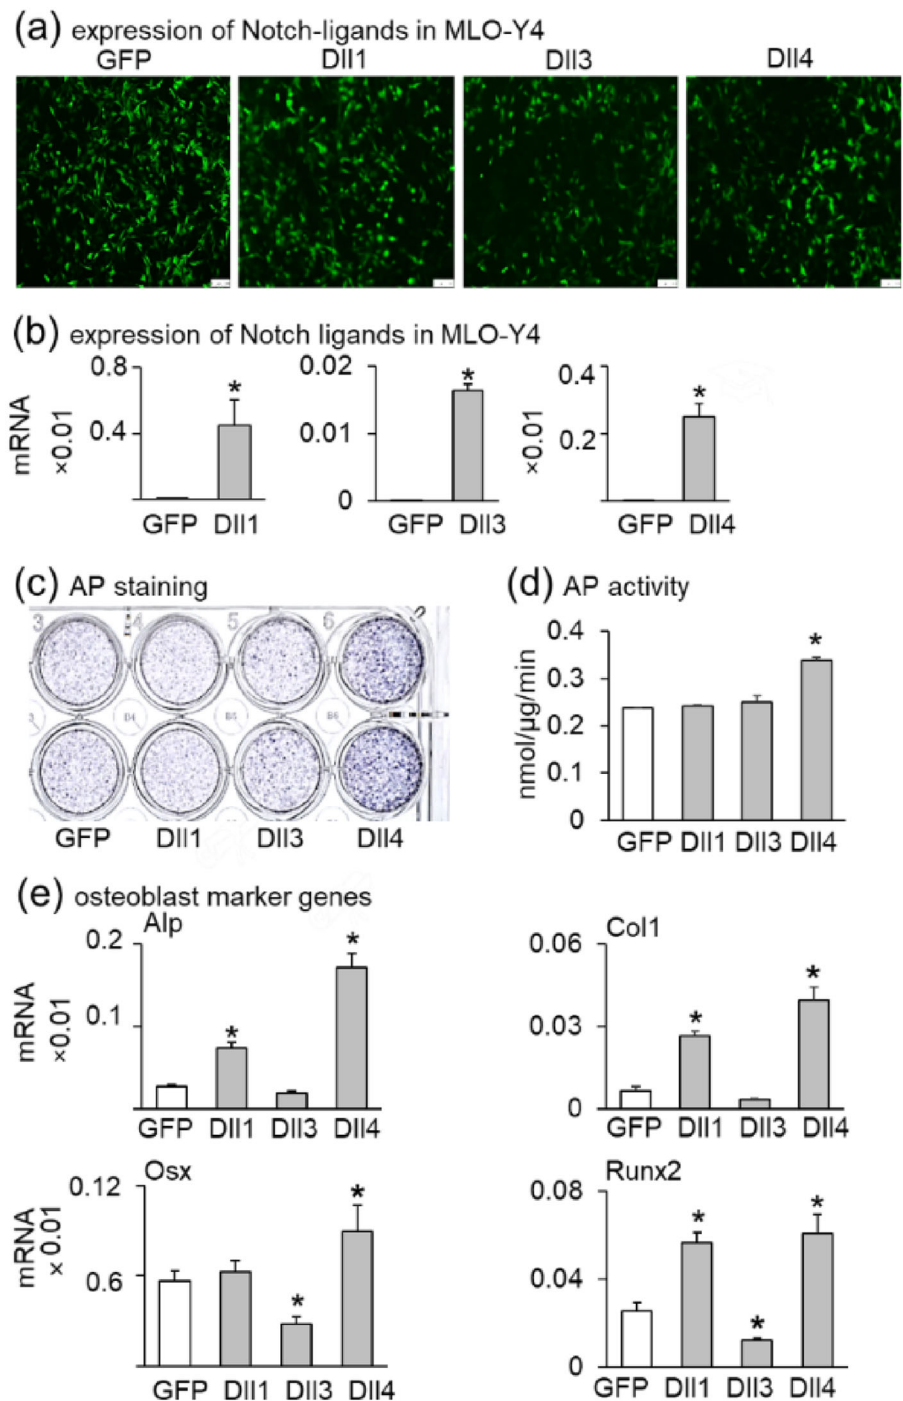 (a) expression of Notch-ligands in MLO-Y4
GFP Dll1 Dll3 Dll4
(b) expression of Notch ligands in MLO-Y4
mRNA ×0.01 0.8 0.4 * GFP Dll1
0.02 0.01 0 * GFP Dll3
×0.01 0.4 0.2 * GFP Dll4
(c) AP staining
3 4 5 6
B4 B5 B6
GFP Dll1 Dll3 Dll4
(d) AP activity
nmol/µg/min
0.4
0.3
0.2
0.1
0
*
GFP Dll1 Dll3 Dll4
(e) osteoblast marker genes
Alp
mRNA ×0.01
0.2
0.1
* *
GFP Dll1 Dll3 Dll4
Col1
0.06
0.03
0
* *
GFP Dll1 Dll3 Dll4
Osx
mRNA × 0.01
0.12
0.6
* *
GFP Dll1 Dll3 Dll4
Runx2
0.08
0.04
0
* * *
GFP Dll1 Dll3 Dll4